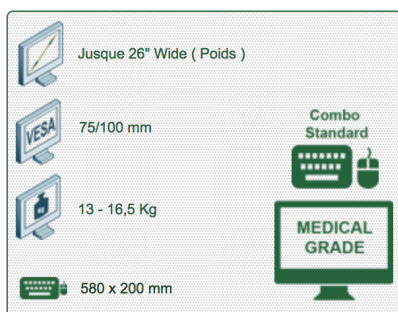 Jusque 26" Wide ( Poids )
VESA
75/100 mm
Combo
Standard
KG
13 - 16,5 Kg
MEDICAL
GRADE
580 x 200 mm